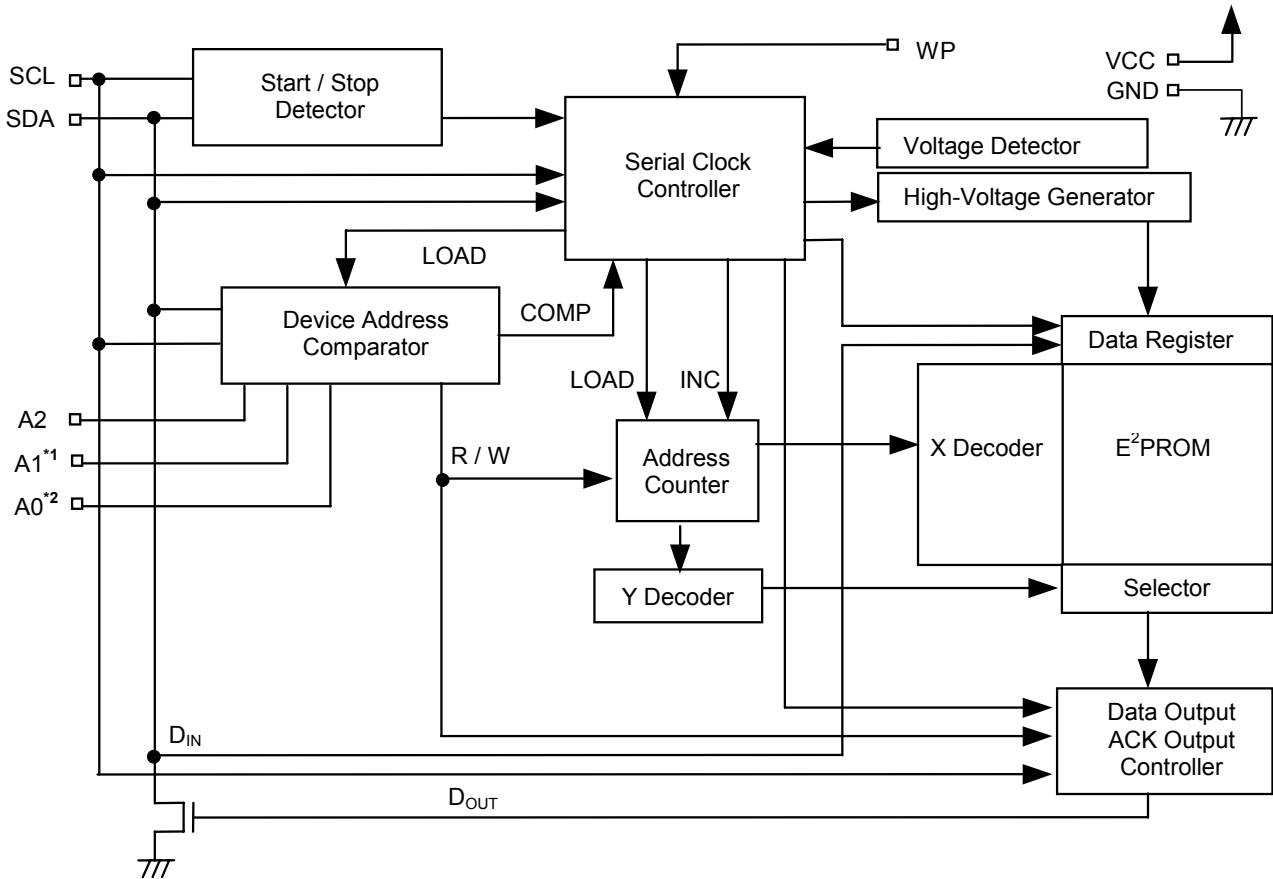 SCL
SDA
Start / Stop
Detector
WP
VCC
GND
Serial Clock
Controller
Voltage Detector
High-Voltage Generator
LOAD
Device Address
Comparator
COMP
LOAD
INC
Data Register
A2
A1*1
A0*2
R / W
Address
Counter
X Decoder
E²PROM
Y Decoder
Selector
DIN
Data Output
ACK Output
Controller
DOUT